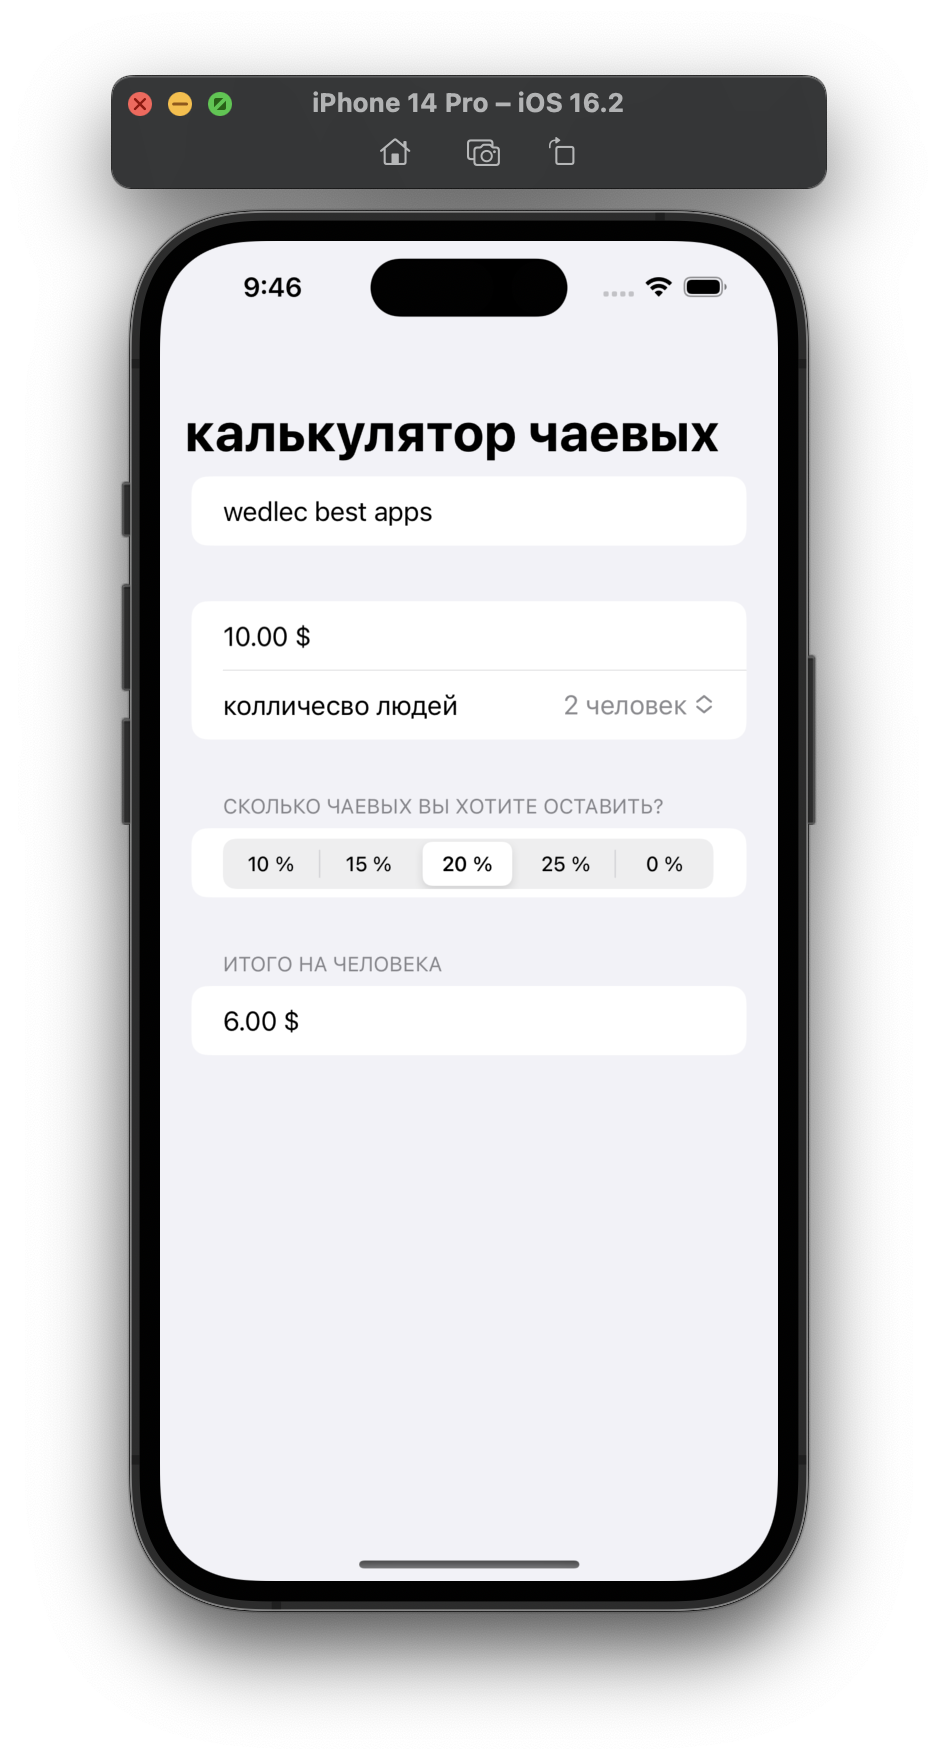 iPhone 14 Pro – iOS 16.2
9:46
калькулятор чаевых
wedlec best apps
10.00 $
колличесво людей 2 человек
СКОЛЬКО ЧАЕВЫХ ВЫ ХОТИТЕ ОСТАВИТЬ?
10 % 15 % 20 % 25 % 0 %
ИТОГО НА ЧЕЛОВЕКА
6.00 $